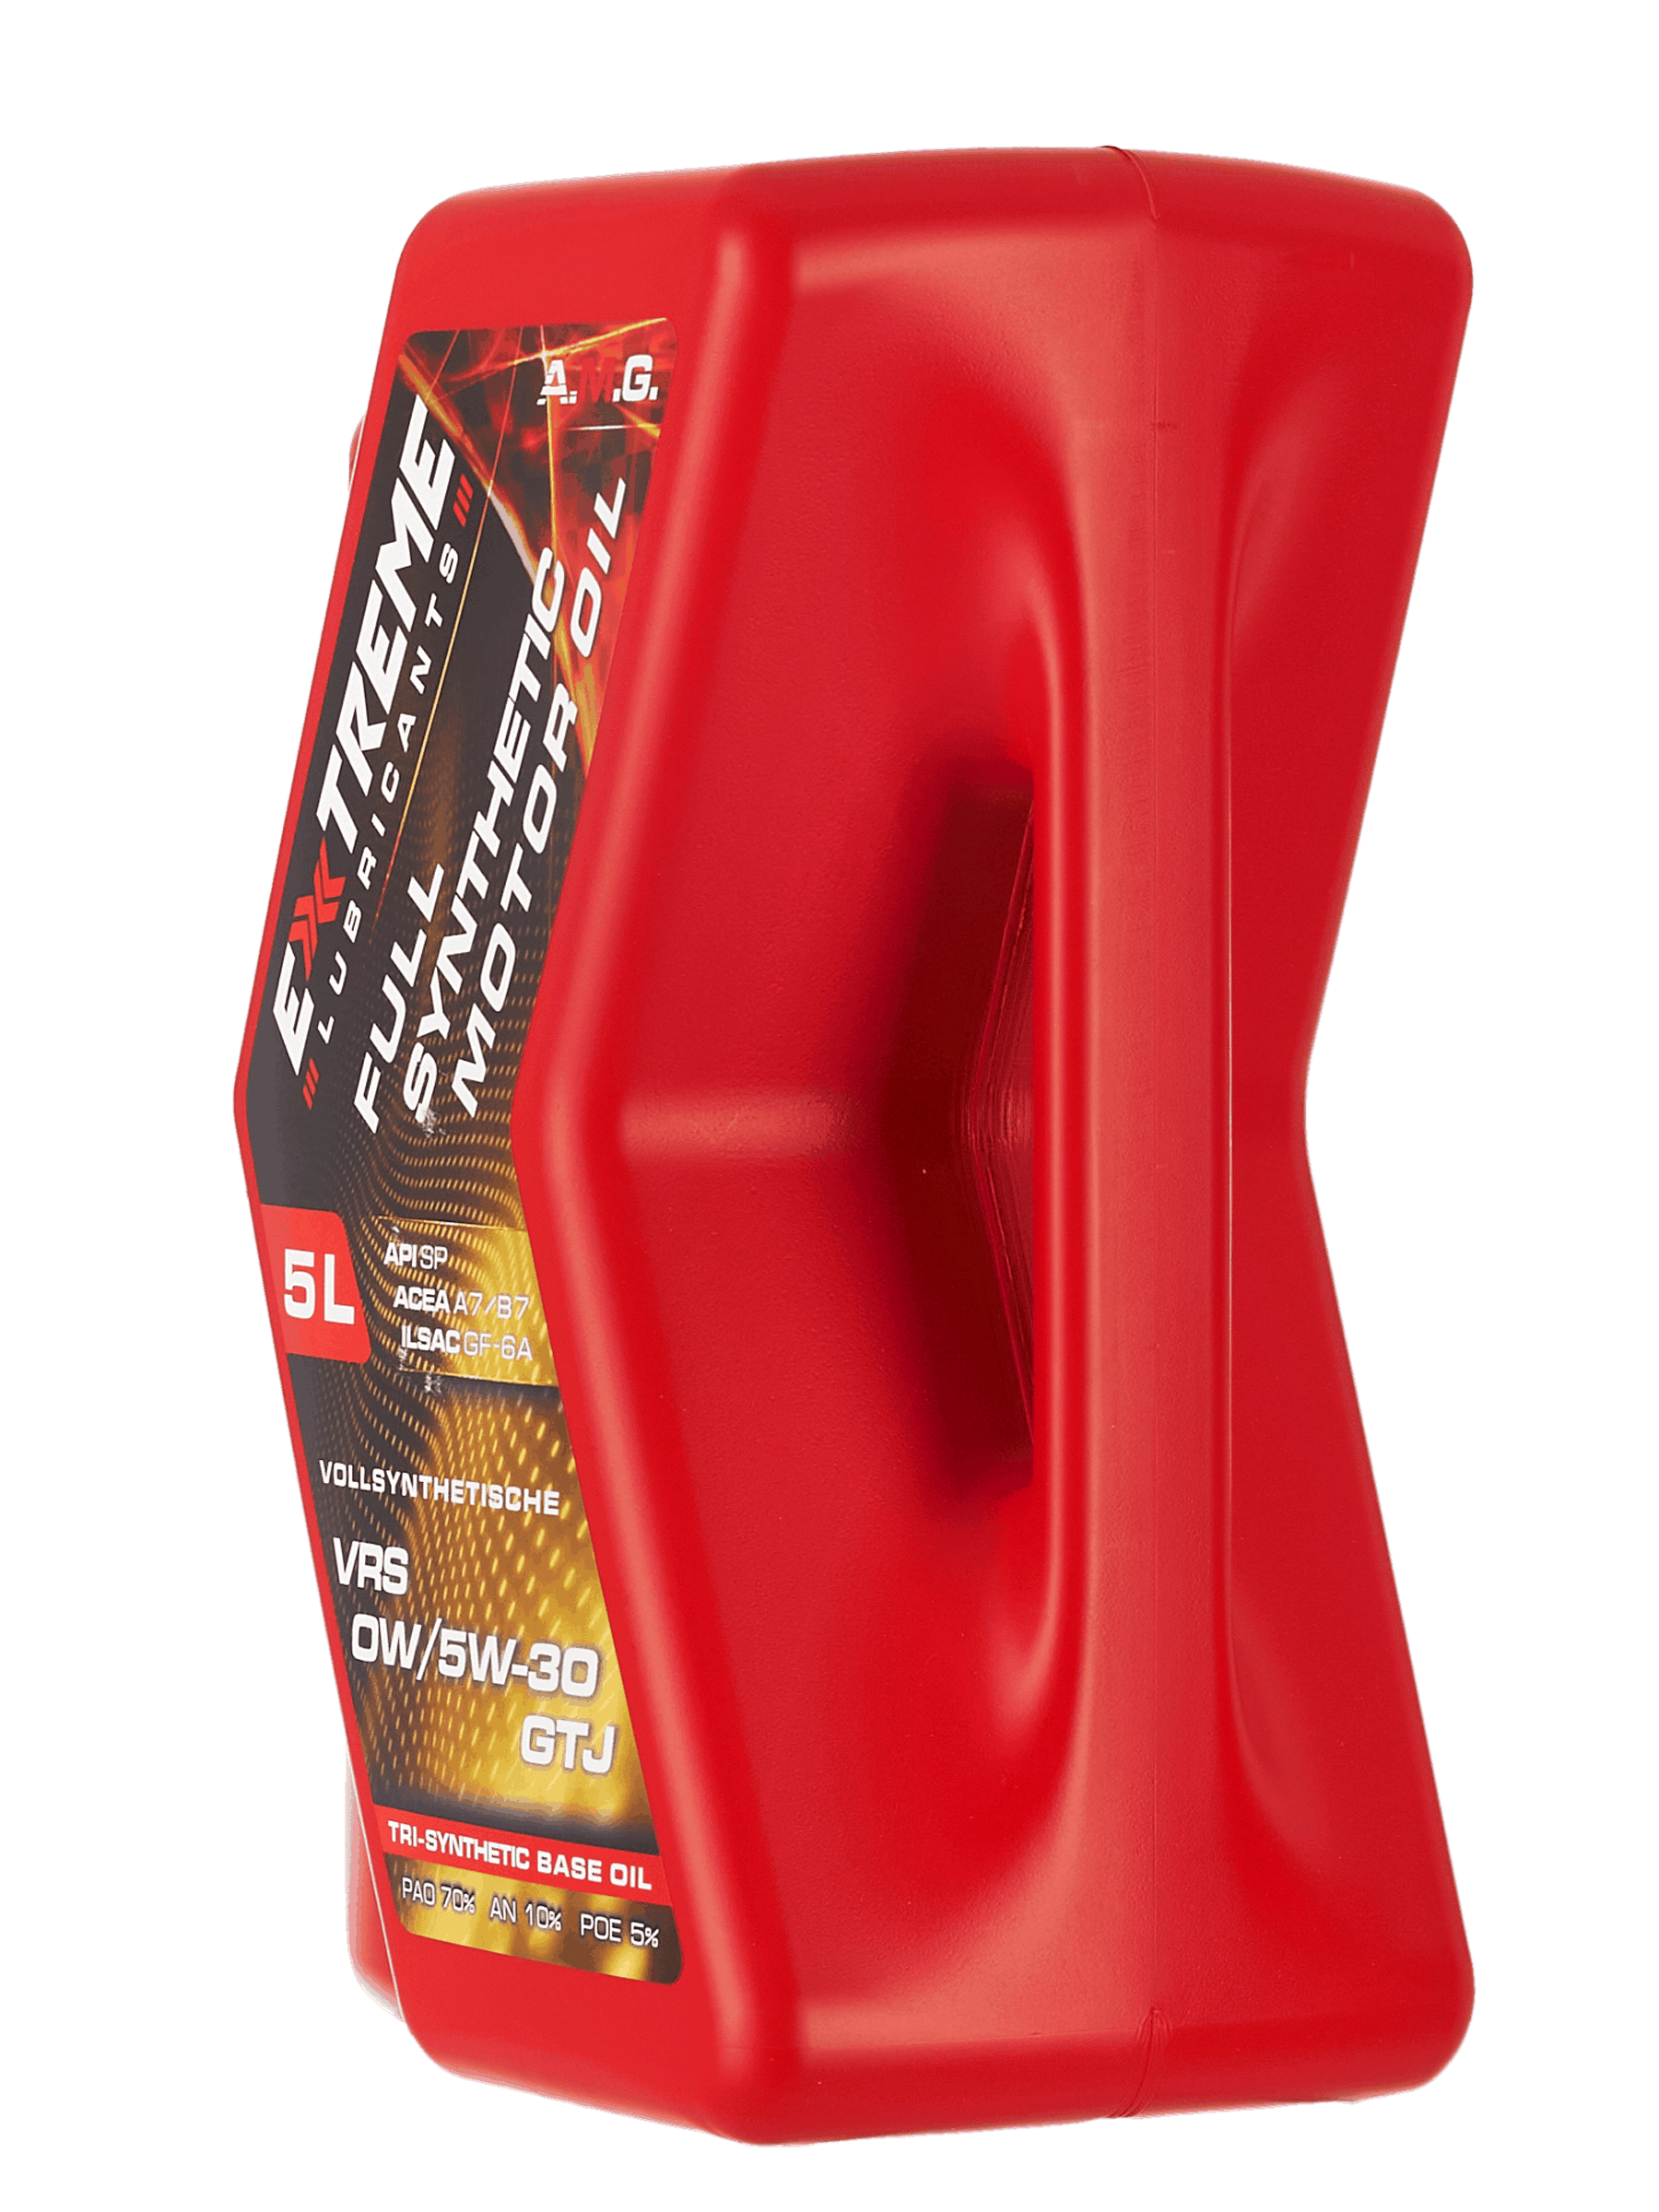 A.M.G.
EXTREME
LUBRICANTS
FULL
SYNTHETIC
MOTOR OIL
5L
API SP
ACEA A7/B7
ILSAC GF-6A
VOLLSYNTHETISCHE
VRS
0W/5W-30
GTJ
TRI-SYNTHETIC BASE OIL
PAO 70% AN 10% POE 5%